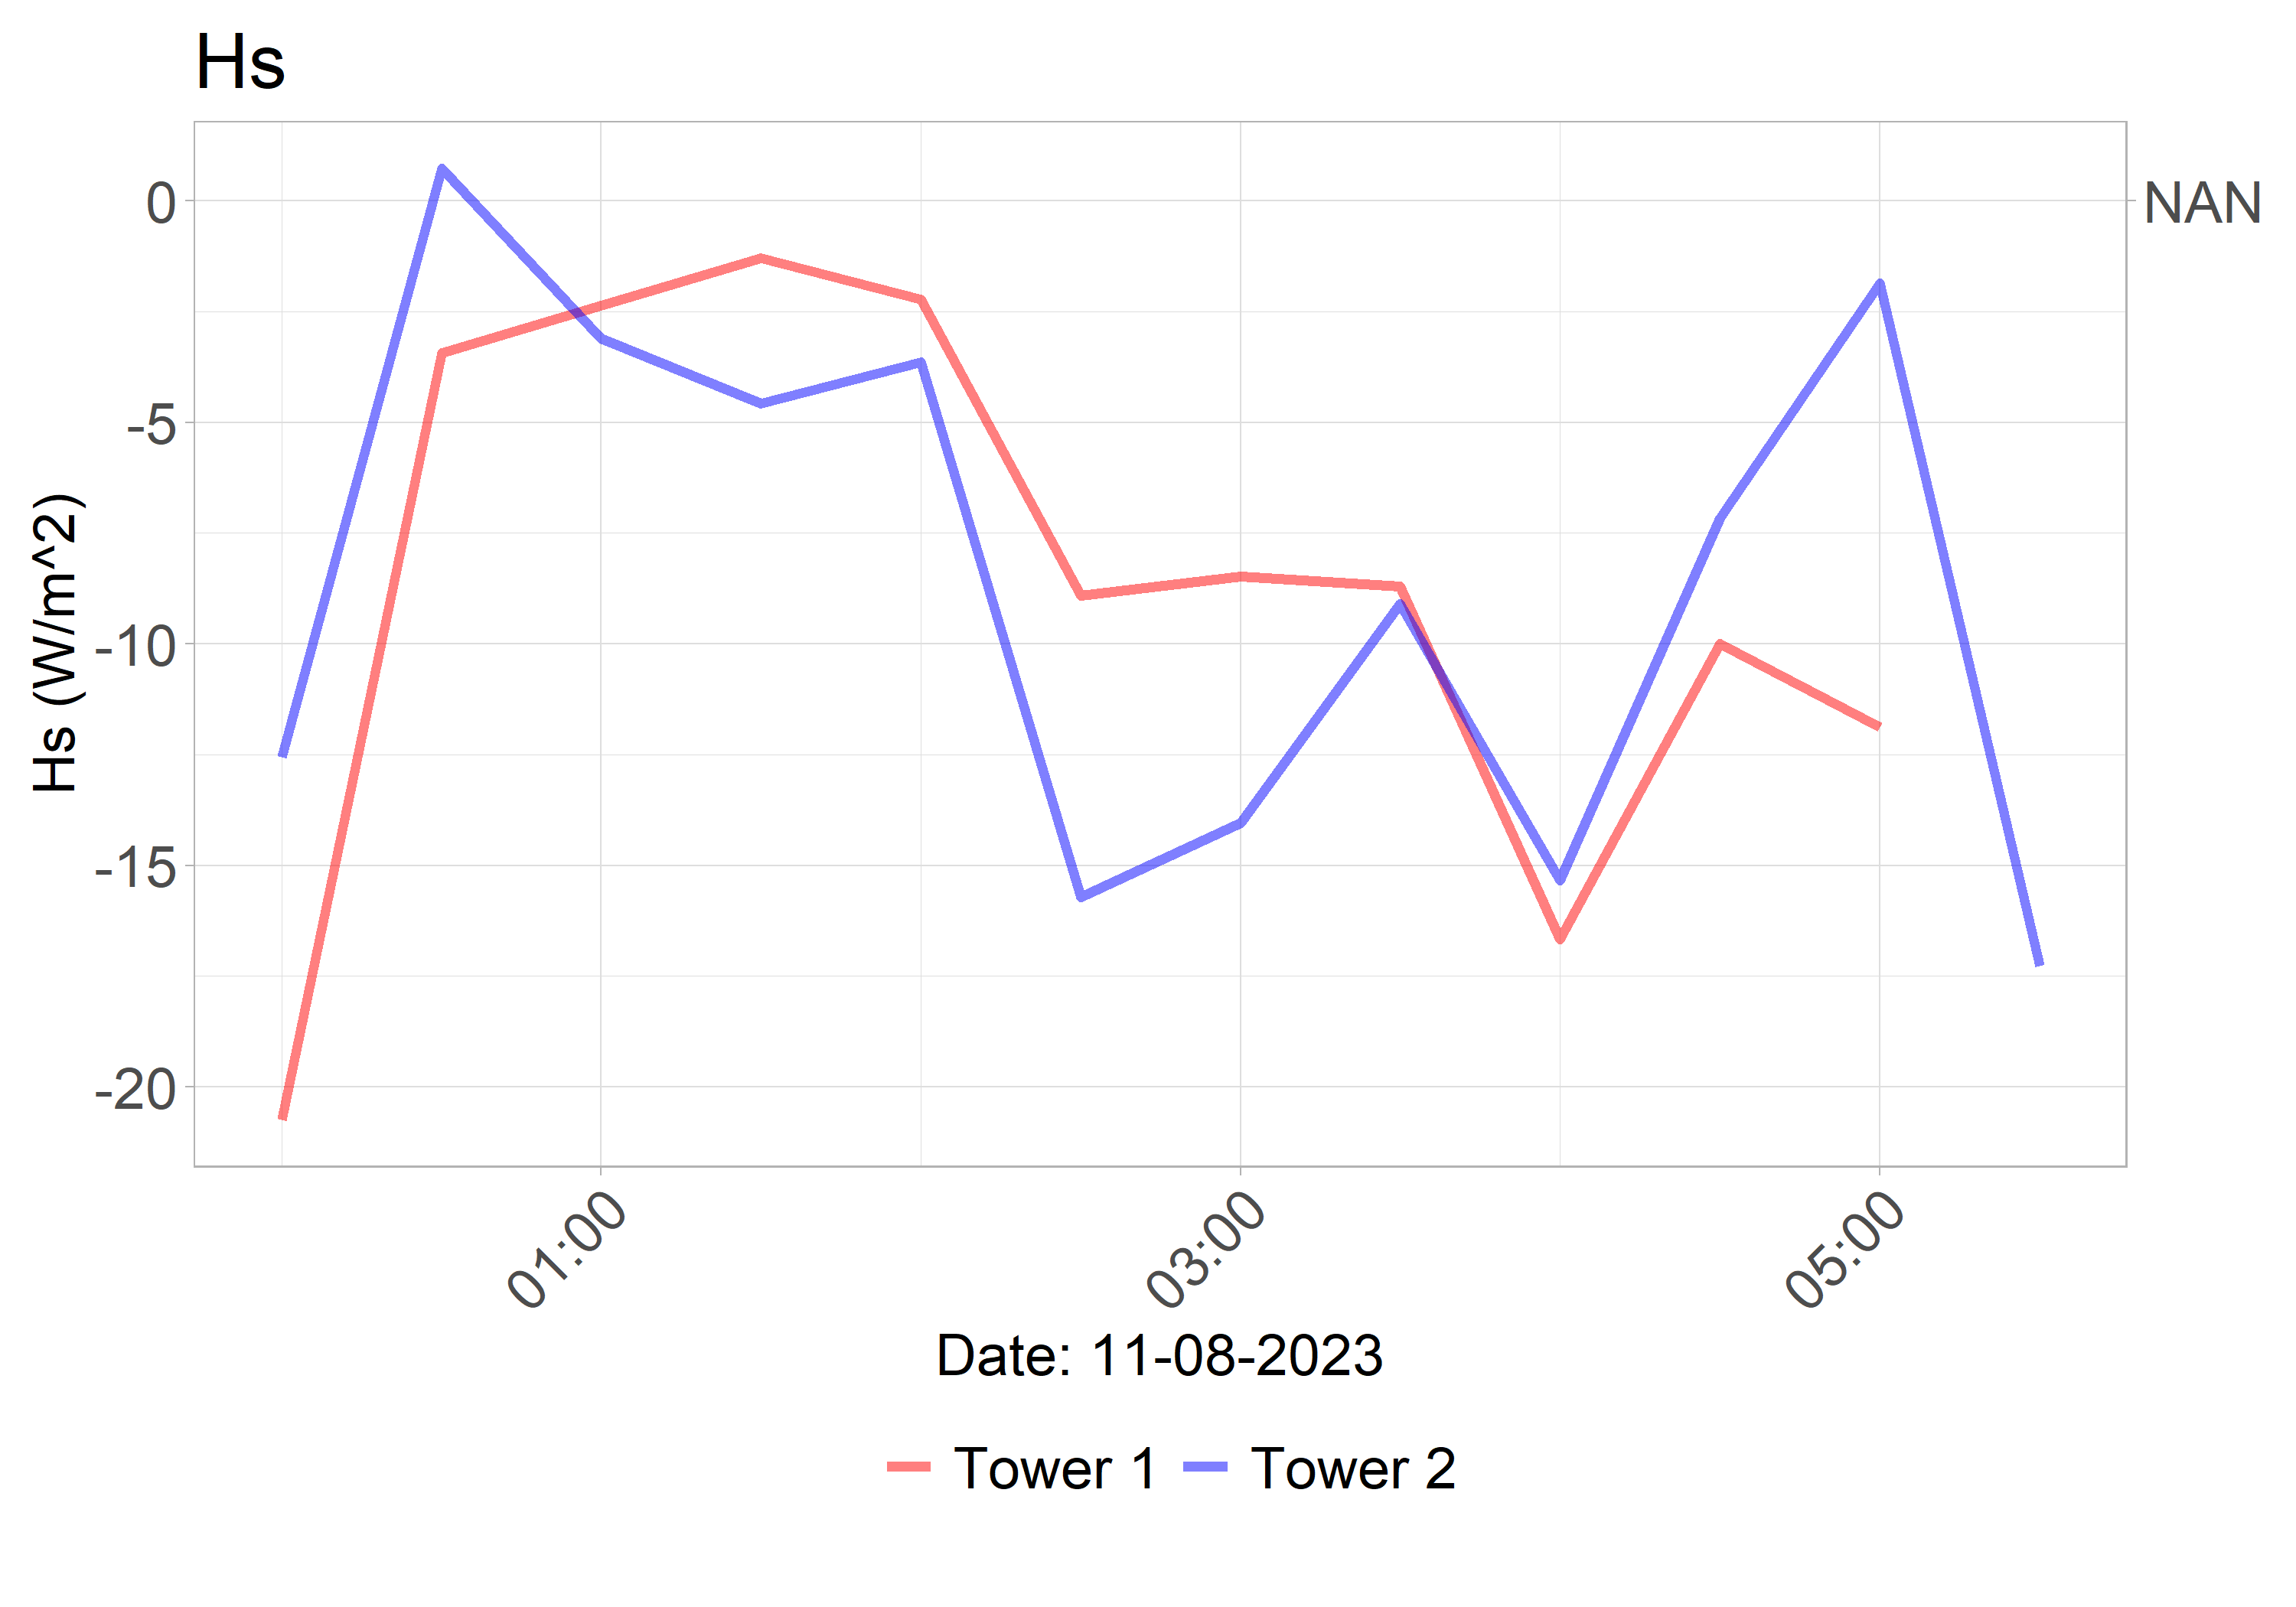 Hs
0
-5
-10
-15
-20
NAN
Hs (W/m^2)
01:00
03:00
05:00
Date: 11-08-2023
Tower 1
Tower 2